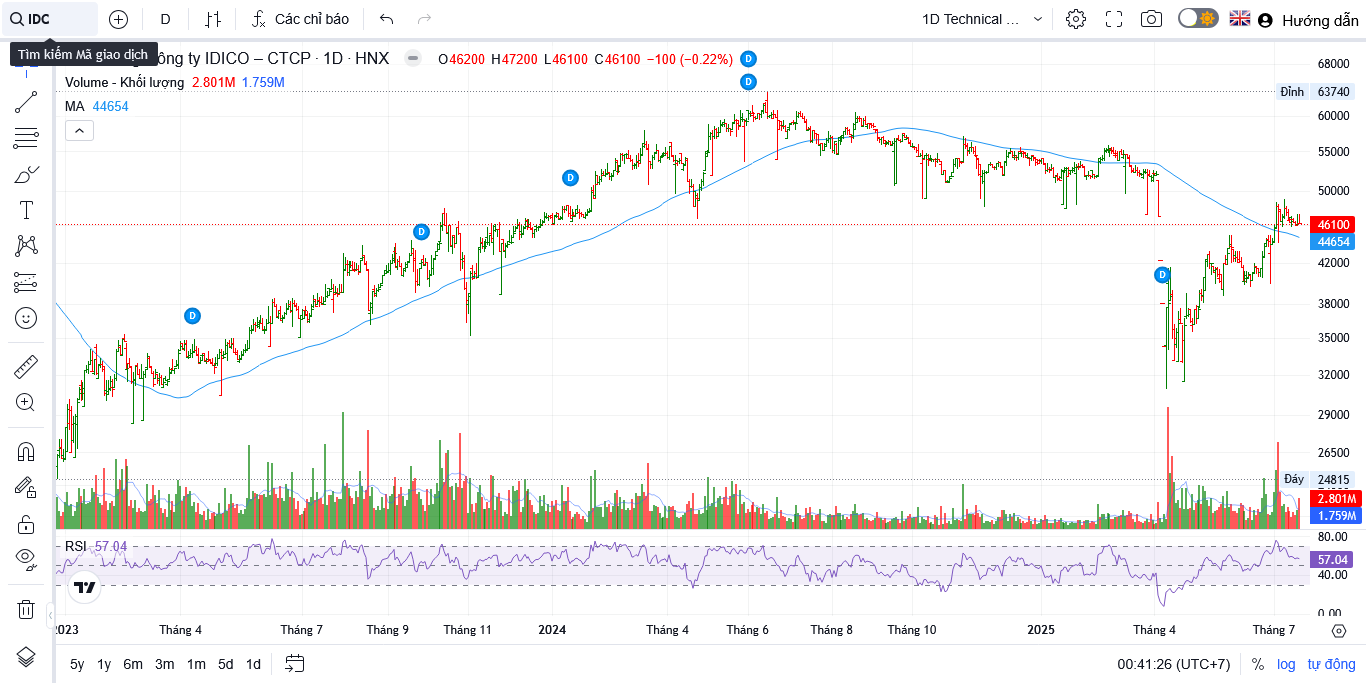 IDC
D
Các chỉ báo
1D Technical ...
Hướng dẫn
Tìm kiếm Mã giao dịch
ông ty IDICO – CTCP · 1D · HNX
O46200 H47200 L46100 C46100 −100 (−0.22%)
D
Volume - Khối lượng 2.801M 1.759M
D
MA 44654
68000
Đỉnh 63740
60000
55000
50000
46100
44654
42000
38000
35000
32000
29000
26500
Đáy 24815
2.801M
1.759M
D
D
D
D
RSI 57.04
80.00
57.04
40.00
0.00
2023
Tháng 4
Tháng 7
Tháng 9
Tháng 11
2024
Tháng 4
Tháng 6
Tháng 8
Tháng 10
2025
Tháng 4
Tháng 7
5y 1y 6m 3m 1m 5d 1d
00:41:26 (UTC+7)
% log tự động